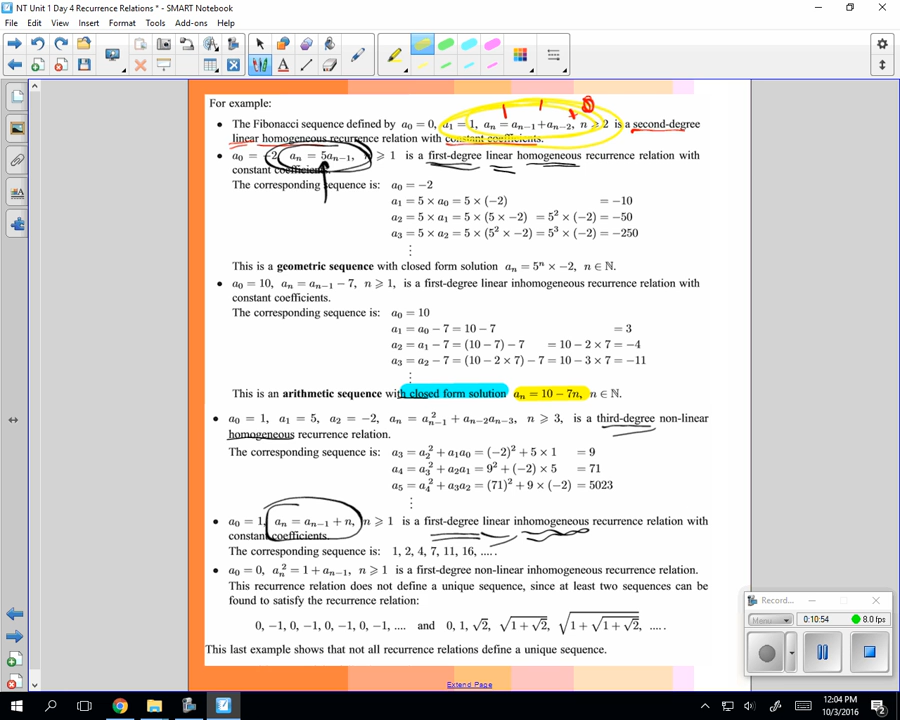 NT Unit 1 Day 4 Recurrence Relations * - SMART Notebook
File Edit View Insert Format Tools Add-ons Help
For example:
• The Fibonacci sequence defined by a₀ = 0, a₁ = 1, aₙ = aₙ₋₁ + aₙ₋₂, n ⩾ 2 is a second-degree
linear homogeneous recurrence relation with constant coefficients.
• a₀ = −2, aₙ = 5aₙ₋₁, n ⩾ 1 is a first-degree linear homogeneous recurrence relation with
constant coefficients.
The corresponding sequence is: a₀ = −2
a₁ = 5 × a₀ = 5 × (−2) = −10
a₂ = 5 × a₁ = 5 × (5 × −2) = 5² × (−2) = −50
a₃ = 5 × a₂ = 5 × (5² × −2) = 5³ × (−2) = −250
⋮
This is a geometric sequence with closed form solution aₙ = 5ⁿ × −2, n ∈ ℕ.
• a₀ = 10, aₙ = aₙ₋₁ − 7, n ⩾ 1, is a first-degree linear inhomogeneous recurrence relation with
constant coefficients.
The corresponding sequence is: a₀ = 10
a₁ = a₀ − 7 = 10 − 7 = 3
a₂ = a₁ − 7 = (10 − 7) − 7 = 10 − 2 × 7 = −4
a₃ = a₂ − 7 = (10 − 2 × 7) − 7 = 10 − 3 × 7 = −11
⋮
This is an arithmetic sequence with closed form solution aₙ = 10 − 7n, n ∈ ℕ.
• a₀ = 1, a₁ = 5, a₂ = −2, aₙ = a²ₙ₋₁ + aₙ₋₂aₙ₋₃, n ⩾ 3, is a third-degree non-linear
homogeneous recurrence relation.
The corresponding sequence is: a₃ = a₂² + a₁a₀ = (−2)² + 5 × 1 = 9
a₄ = a₃² + a₂a₁ = 9² + (−2) × 5 = 71
a₅ = a₄² + a₃a₂ = (71)² + 9 × (−2) = 5023
⋮
• a₀ = 1, aₙ = aₙ₋₁ + n, n ⩾ 1 is a first-degree linear inhomogeneous recurrence relation with
constant coefficients.
The corresponding sequence is: 1, 2, 4, 7, 11, 16, .... .
• a₀ = 0, aₙ² = 1 + aₙ₋₁, n ⩾ 1 is a first-degree non-linear inhomogeneous recurrence relation.
This recurrence relation does not define a unique sequence, since at least two sequences can be
found to satisfy the recurrence relation:
0, −1, 0, −1, 0, −1, 0, −1, .... and 0, 1, √2, √(1 + √2), √(1 + √(1 + √2)), .... .
This last example shows that not all recurrence relations define a unique sequence.
Extend Page
Record...
0:10:54
8.0 fps
Menu
12:04 PM
10/3/2016
2